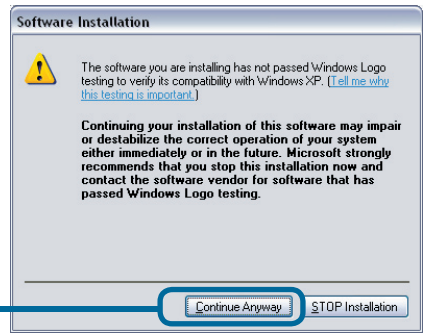 Software Installation
The software you are installing has not passed Windows Logo
testing to verify its compatibility with Windows XP. (Tell me why
this testing is important.)
Continuing your installation of this software may impair
or destabilize the correct operation of your system
either immediately or in the future. Microsoft strongly
recommends that you stop this installation now and
contact the software vendor for software that has
passed Windows Logo testing.
Continue Anyway STOP Installation